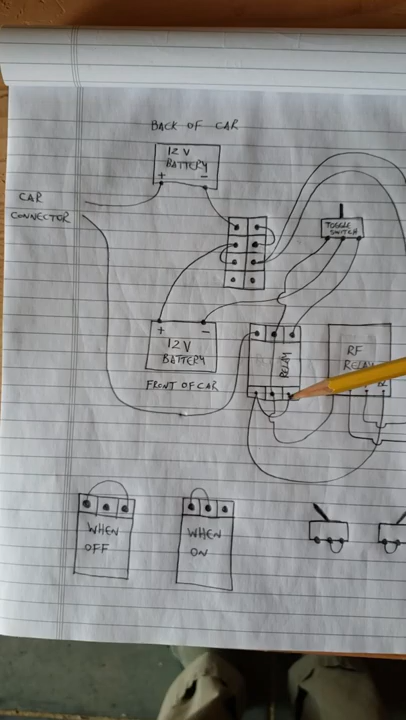 BACK OF CAR
12 V
BATTERY
+ −
CAR
CONNECTOR
TOGGLE
SWITCH
+ −
12 V
BATTERY
FRONT OF CAR
RELAY
RF
RELAY
WHEN
OFF
WHEN
ON